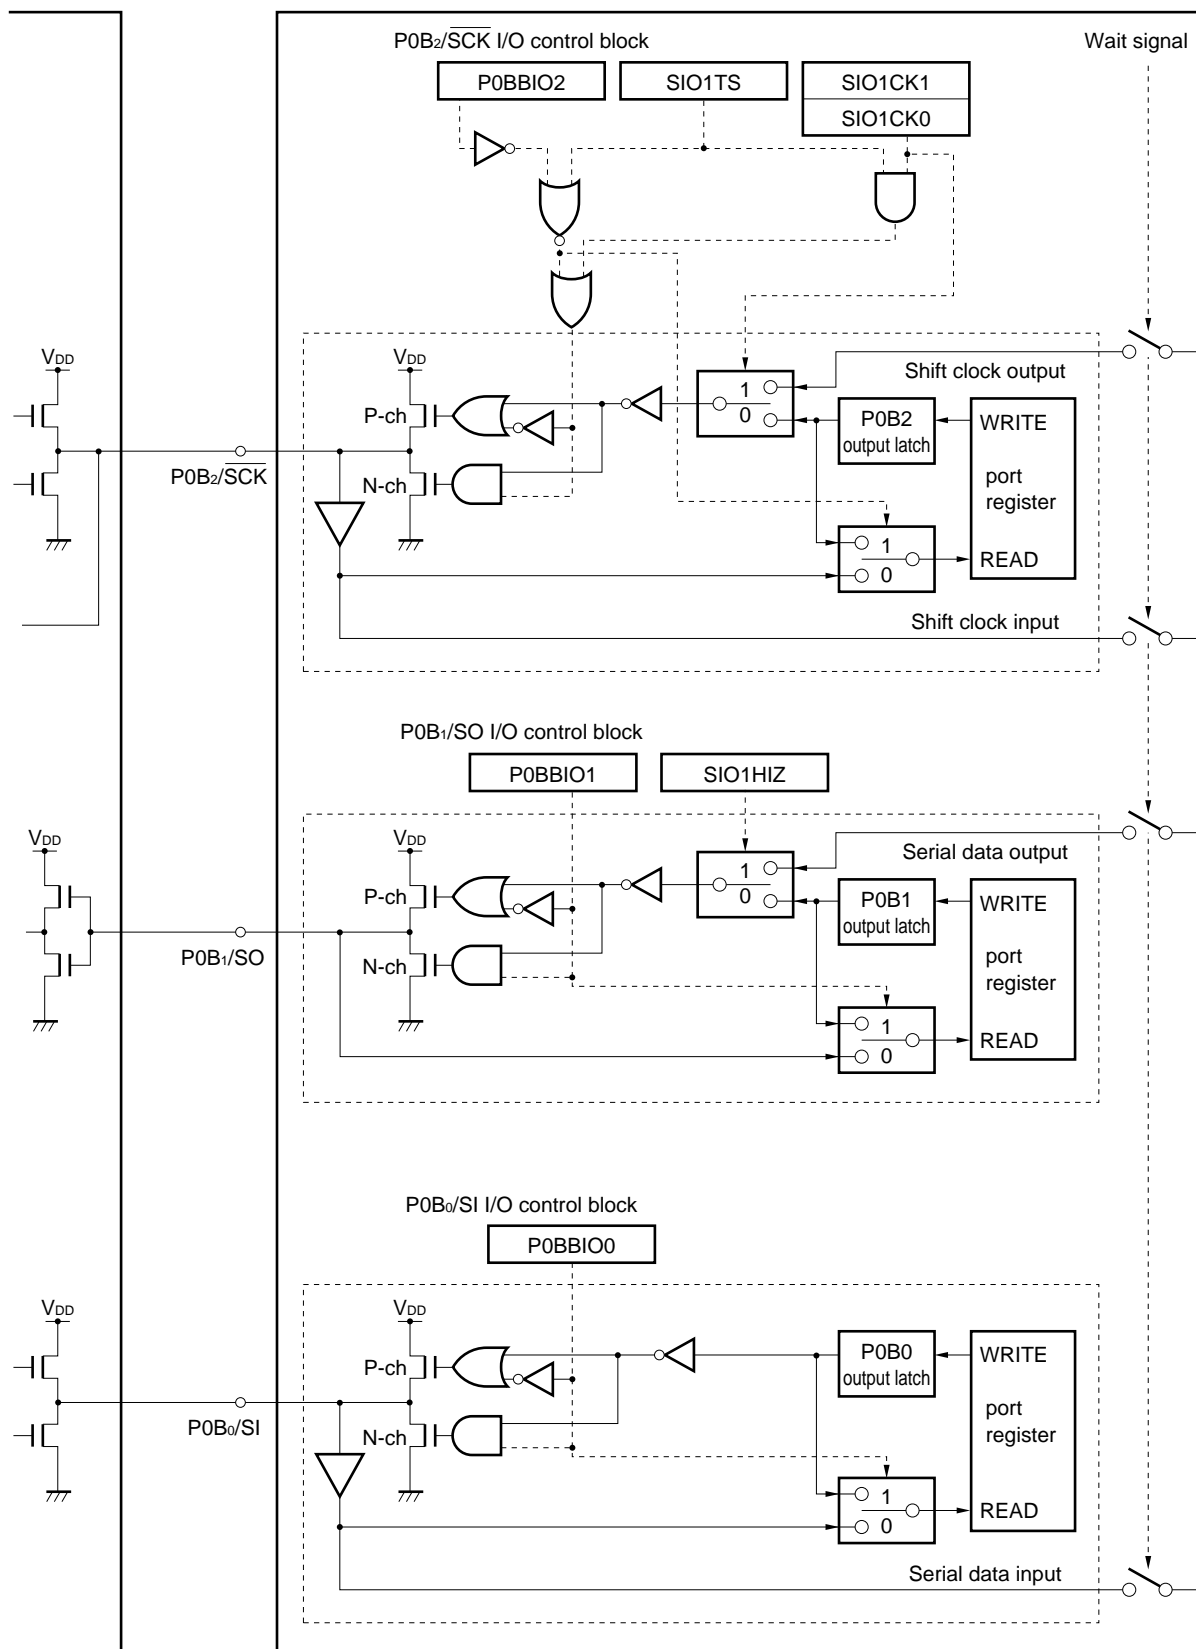 P0B₂/S̅C̅K̅ I/O control block
Wait signal
P0BBIO2
SIO1TS
SIO1CK1
SIO1CK0
VDD
VDD
Shift clock output
P-ch
1
0
P0B2
output latch
WRITE
P0B₂/S̅C̅K̅
N-ch
port
register
1
0
READ
Shift clock input
P0B₁/SO I/O control block
P0BBIO1
SIO1HIZ
VDD
VDD
Serial data output
P-ch
1
0
P0B1
output latch
WRITE
P0B₁/SO
N-ch
port
register
1
0
READ
P0B₀/SI I/O control block
P0BBIO0
VDD
VDD
P-ch
P0B0
output latch
WRITE
P0B₀/SI
N-ch
port
register
1
0
READ
Serial data input